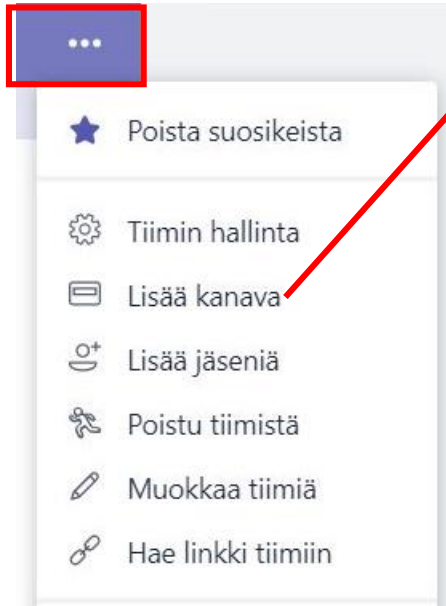 ...
Poista suosikeista
Tiimin hallinta
Lisää kanava
Lisää jäseniä
Poistu tiimistä
Muokkaa tiimiä
Hae linkki tiimiin